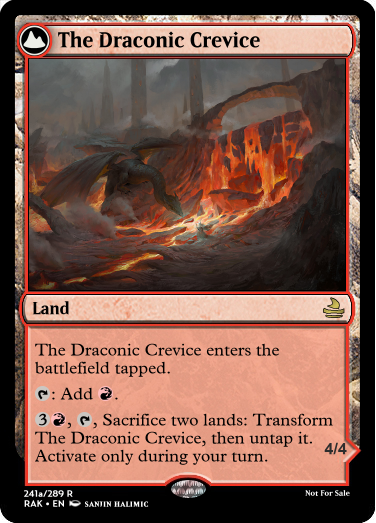 The Draconic Crevice
Land
The Draconic Crevice enters the
battlefield tapped.
: Add R.
3 R, , Sacrifice two lands: Transform
The Draconic Crevice, then untap it.
Activate only during your turn.
4/4
241a/289 R
Not For Sale
RAK • EN SANJIN HALIMIC